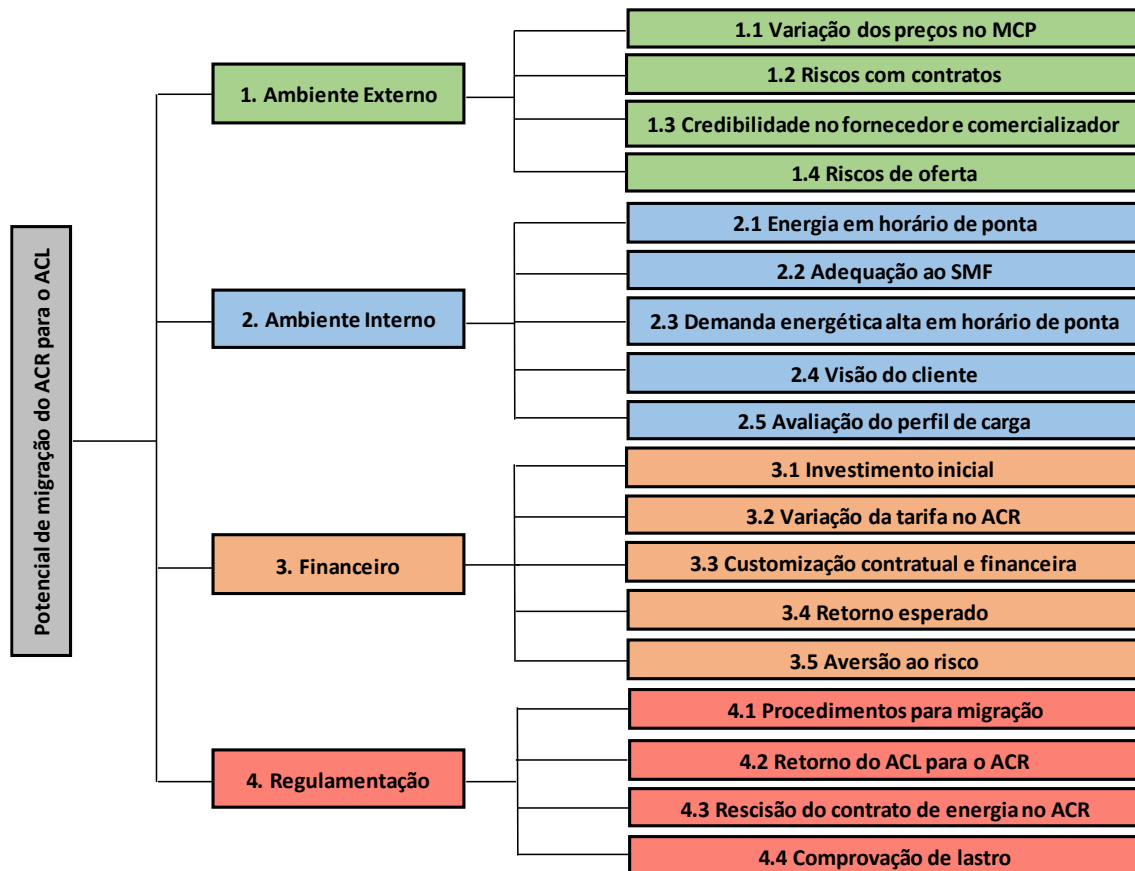 Potencial de migração do ACR para o ACL
1. Ambiente Externo
1.1 Variação dos preços no MCP
1.2 Riscos com contratos
1.3 Credibilidade no fornecedor e comercializador
1.4 Riscos de oferta
2. Ambiente Interno
2.1 Energia em horário de ponta
2.2 Adequação ao SMF
2.3 Demanda energética alta em horário de ponta
2.4 Visão do cliente
2.5 Avaliação do perfil de carga
3. Financeiro
3.1 Investimento inicial
3.2 Variação da tarifa no ACR
3.3 Customização contratual e financeira
3.4 Retorno esperado
3.5 Aversão ao risco
4. Regulamentação
4.1 Procedimentos para migração
4.2 Retorno do ACL para o ACR
4.3 Rescisão do contrato de energia no ACR
4.4 Comprovação de lastro